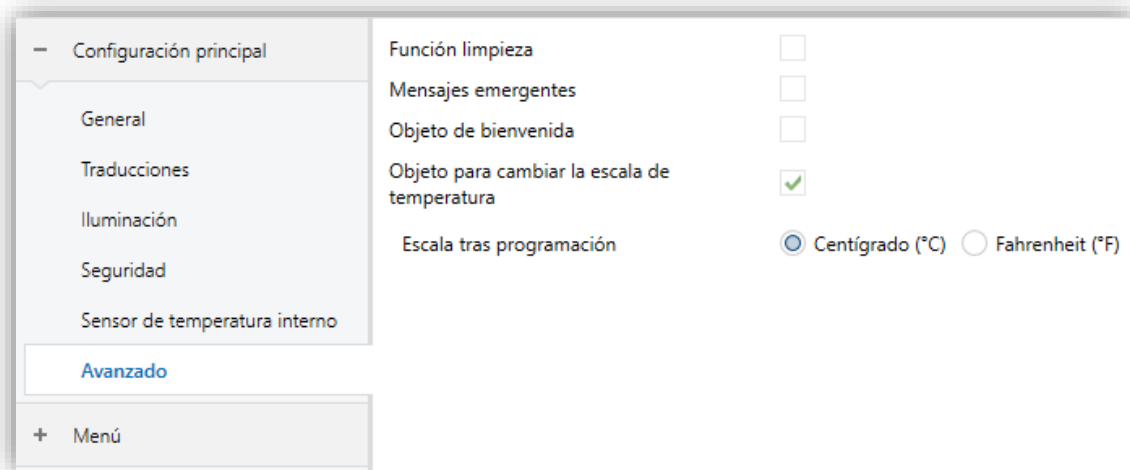 Configuración principal
General
Traducciones
Iluminación
Seguridad
Sensor de temperatura interno
Avanzado
Menú
Función limpieza
Mensajes emergentes
Objeto de bienvenida
Objeto para cambiar la escala de
temperatura
Escala tras programación
Centígrado (°C) Fahrenheit (°F)